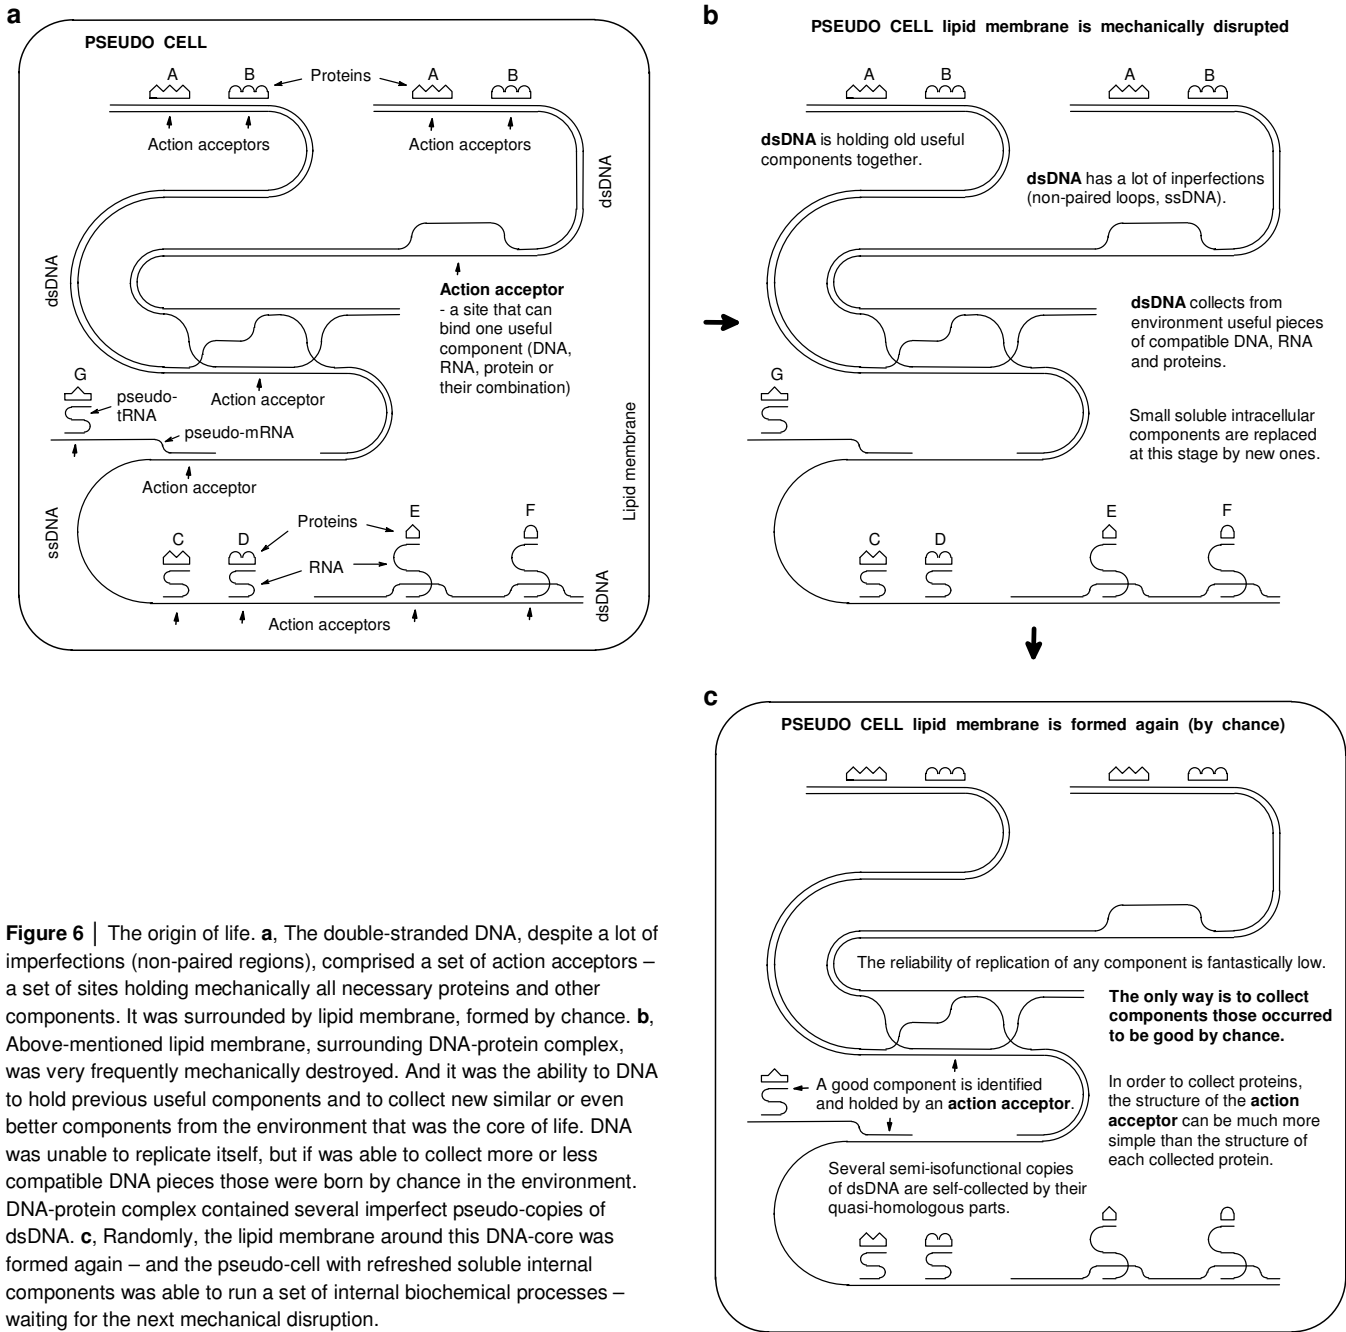 a
PSEUDO CELL
A
B
Proteins
A
B
Action acceptors
Action acceptors
dsDNA
dsDNA
Action acceptor
- a site that can
bind one useful
component (DNA,
RNA, protein or
their combination)
G
pseudo-
tRNA
Action acceptor
pseudo-mRNA
Action acceptor
Lipid membrane
ssDNA
C
D
Proteins
E
F
RNA
dsDNA
Action acceptors
b
PSEUDO CELL lipid membrane is mechanically disrupted
A
B
A
B
dsDNA is holding old useful
components together.
dsDNA has a lot of inperfections
(non-paired loops, ssDNA).
dsDNA collects from
environment useful pieces
of compatible DNA, RNA
and proteins.
G
Small soluble intracellular
components are replaced
at this stage by new ones.
C
D
E
F
c
PSEUDO CELL lipid membrane is formed again (by chance)
The reliability of replication of any component is fantastically low.
The only way is to collect
components those occurred
to be good by chance.
A good component is identified
and holded by an action acceptor.
In order to collect proteins,
the structure of the action
acceptor can be much more
simple than the structure of
each collected protein.
Several semi-isofunctional copies
of dsDNA are self-collected by their
quasi-homologous parts.
Figure 6 | The origin of life. a, The double-stranded DNA, despite a lot of
imperfections (non-paired regions), comprised a set of action acceptors –
a set of sites holding mechanically all necessary proteins and other
components. It was surrounded by lipid membrane, formed by chance. b,
Above-mentioned lipid membrane, surrounding DNA-protein complex,
was very frequently mechanically destroyed. And it was the ability to DNA
to hold previous useful components and to collect new similar or even
better components from the environment that was the core of life. DNA
was unable to replicate itself, but if was able to collect more or less
compatible DNA pieces those were born by chance in the environment.
DNA-protein complex contained several imperfect pseudo-copies of
dsDNA. c, Randomly, the lipid membrane around this DNA-core was
formed again – and the pseudo-cell with refreshed soluble internal
components was able to run a set of internal biochemical processes –
waiting for the next mechanical disruption.